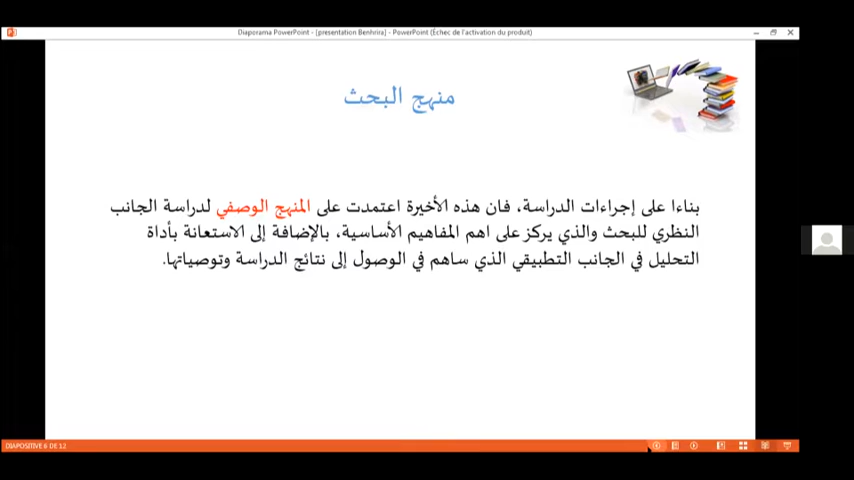 Diaporama PowerPoint - [presentation Benhrira] - PowerPoint (Échec de l'activation du produit)
منهج البحث
بناءا على إجراءات الدراسة، فان هذه الأخيرة اعتمدت على المنهج الوصفي لدراسة الجانب
النظري للبحث والذي يركز على اهم المفاهيم الأساسية، بالإضافة إلى الاستعانة بأداة
التحليل في الجانب التطبيقي الذي ساهم في الوصول إلى نتائج الدراسة وتوصياتها.
DIAPOSITIVE 8 DE 12